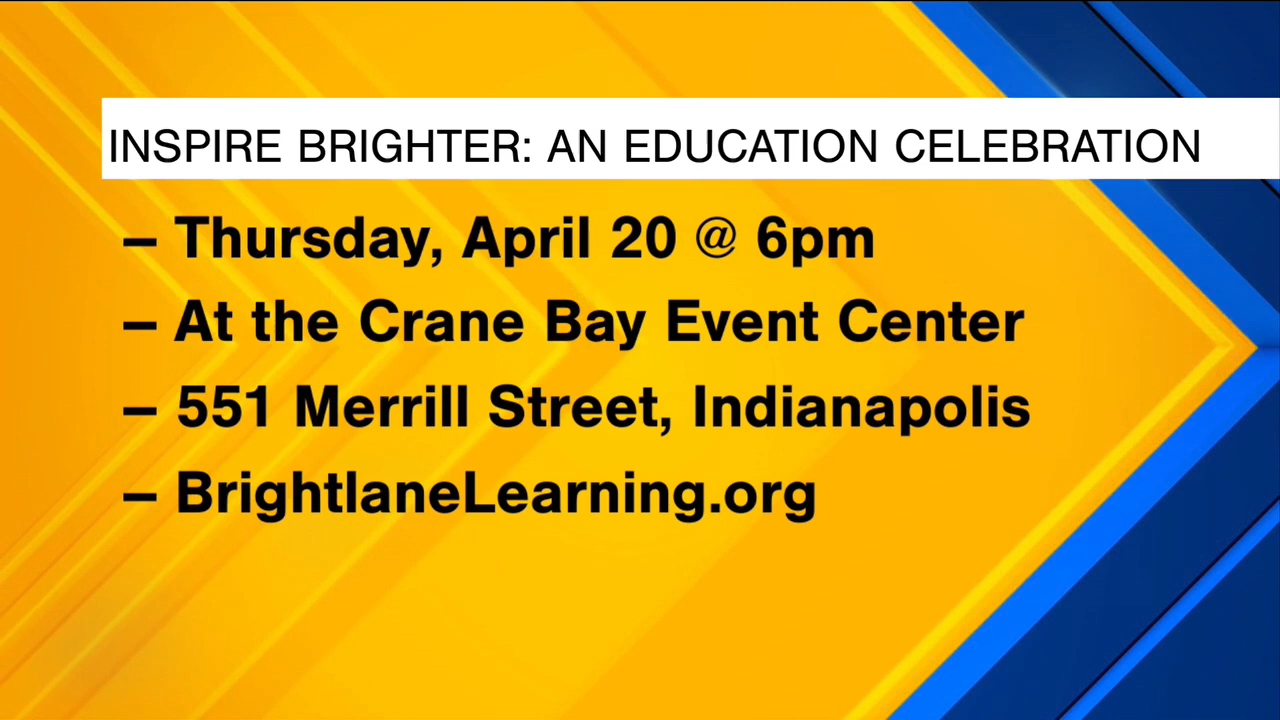 INSPIRE BRIGHTER: AN EDUCATION CELEBRATION
– Thursday, April 20 @ 6pm
– At the Crane Bay Event Center
– 551 Merrill Street, Indianapolis
– BrightlaneLearning.org